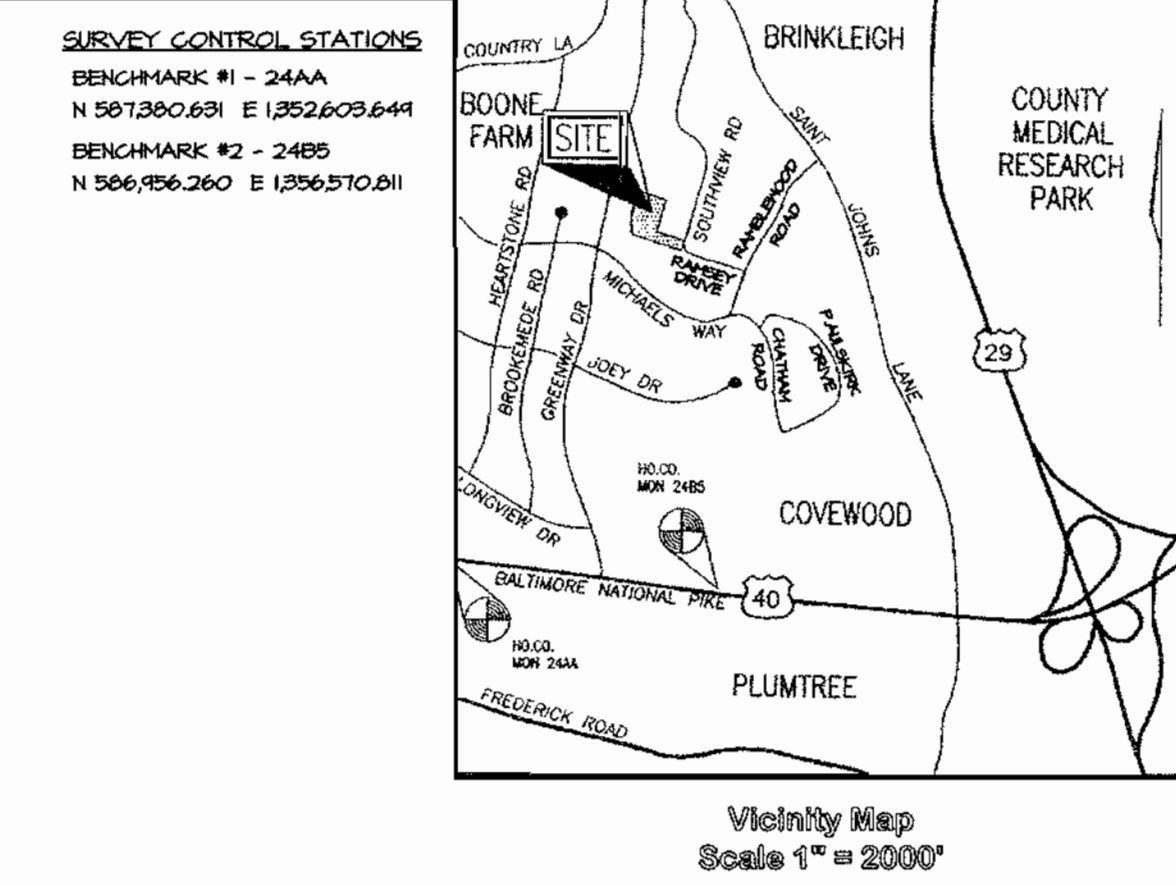 SURVEY CONTROL STATIONS
BENCHMARK #1 - 24AA
N 587,380.631 E 1,352,603.649
BENCHMARK #2 - 24B5
N 586,956.260 E 1,356,570.811
COUNTRY LA
BRINKLEIGH
BOONE
FARM
SITE
COUNTY
MEDICAL
RESEARCH
PARK
SAINT
JOHNS
LANE
SOUTHVIEW RD
RAMBLEWOOD
ROAD
HEARTSTONE RD
RAMSEY
DRIVE
BROOKEMEDE RD
GREENWAY DR
MICHAELS
WAY
JOEY DR
CHATHAM
ROAD
PAULSKIRK
DRIVE
29
HO.CO.
MON 24B5
LONGVIEW DR
COVEWOOD
BALTIMORE NATIONAL PIKE
40
HO.CO.
MON 24AA
PLUMTREE
FREDERICK ROAD
Vicinity Map
Scale 1" = 2000'